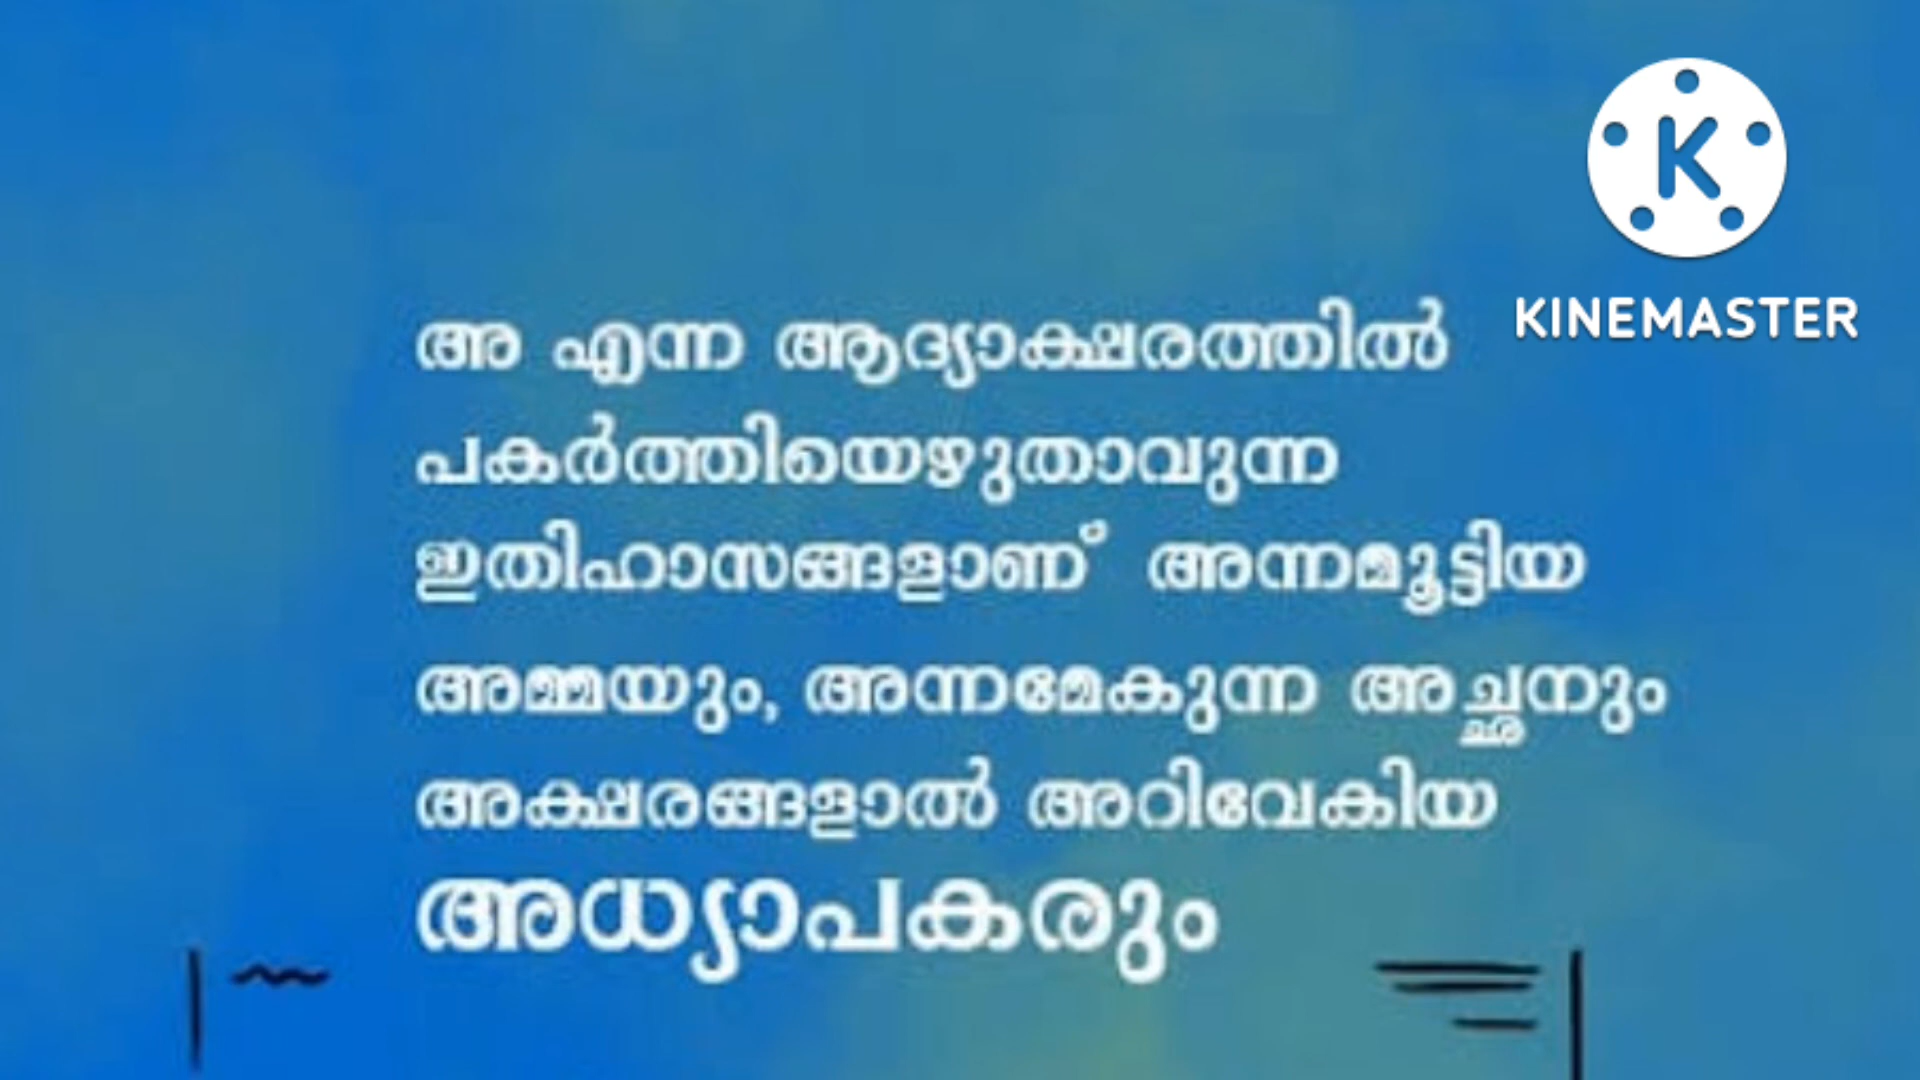 KINEMASTER
അ എന്ന ആദ്യാക്ഷരത്തിൽ
പകർത്തിയെഴുതാവുന്ന
ഇതിഹാസങ്ങളാണ് അന്നമൂട്ടിയ
അമ്മയും, അന്നമേകുന്ന അച്ഛനും
അക്ഷരങ്ങളാൽ അറിവേകിയ
അധ്യാപകരും